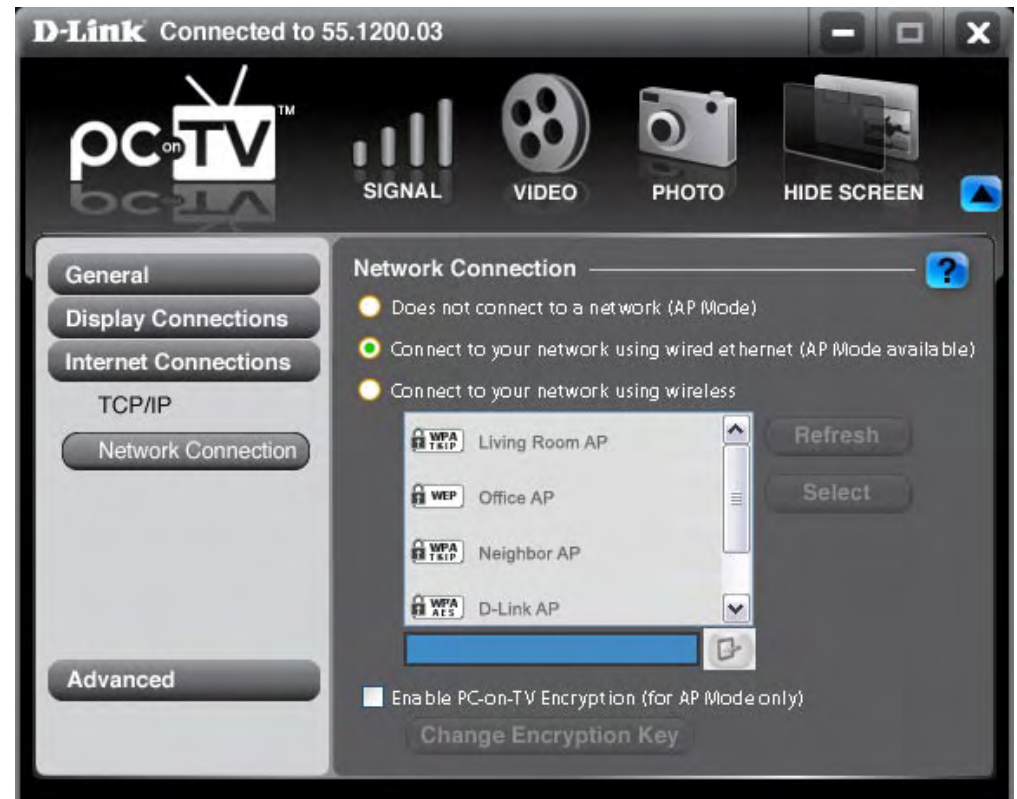 D-Link Connected to 55.1200.03
pc on TV TM
SIGNAL
VIDEO
PHOTO
HIDE SCREEN
General
Display Connections
Internet Connections
TCP/IP
Network Connection
Advanced
Network Connection
?
Does not connect to a network (AP Mode)
Connect to your network using wired ethernet (AP Mode available)
Connect to your network using wireless
WPA TKIP Living Room AP
WEP Office AP
WPA TKIP Neighbor AP
WPA AES D-Link AP
Refresh
Select
Enable PC-on-TV Encryption (for AP Mode only)
Change Encryption Key